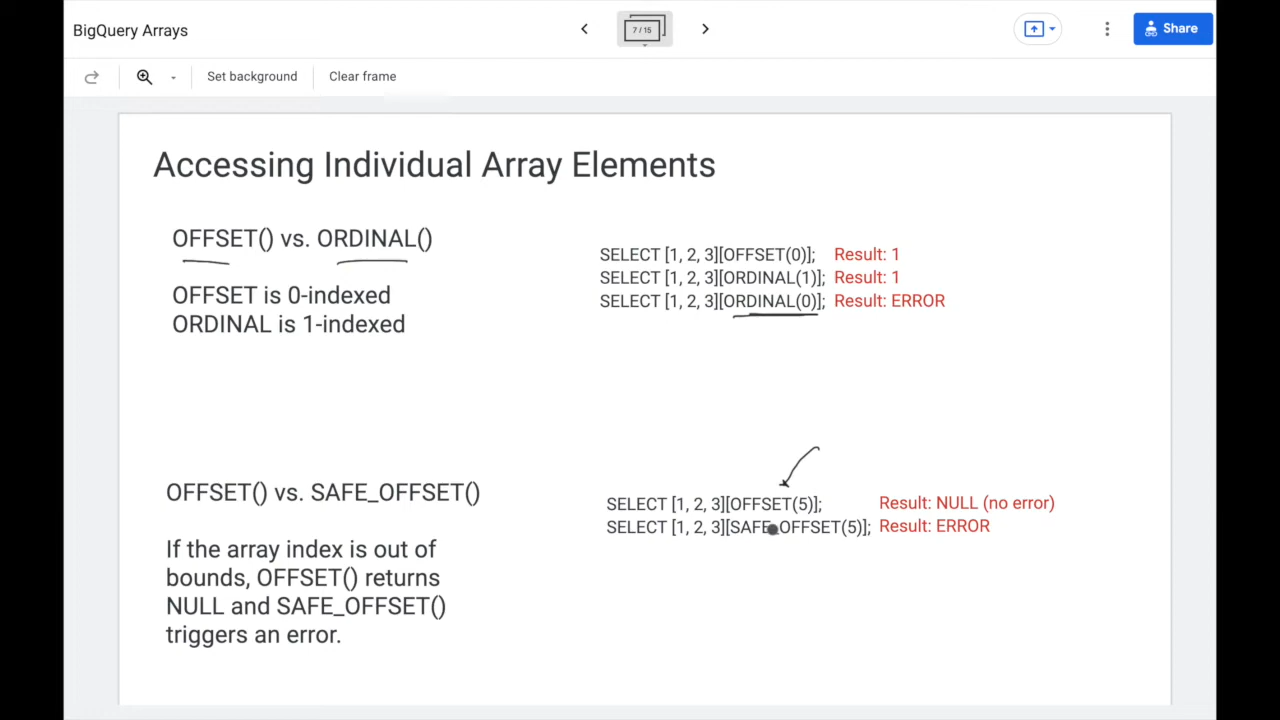 BigQuery Arrays
7 / 15
Share
Set background
Clear frame
Accessing Individual Array Elements
OFFSET() vs. ORDINAL()
OFFSET is 0-indexed
ORDINAL is 1-indexed
SELECT [1, 2, 3][OFFSET(0)]; Result: 1
SELECT [1, 2, 3][ORDINAL(1)]; Result: 1
SELECT [1, 2, 3][ORDINAL(0)]; Result: ERROR
OFFSET() vs. SAFE_OFFSET()
If the array index is out of
bounds, OFFSET() returns
NULL and SAFE_OFFSET()
triggers an error.
SELECT [1, 2, 3][OFFSET(5)]; Result: NULL (no error)
SELECT [1, 2, 3][SAFE_OFFSET(5)]; Result: ERROR